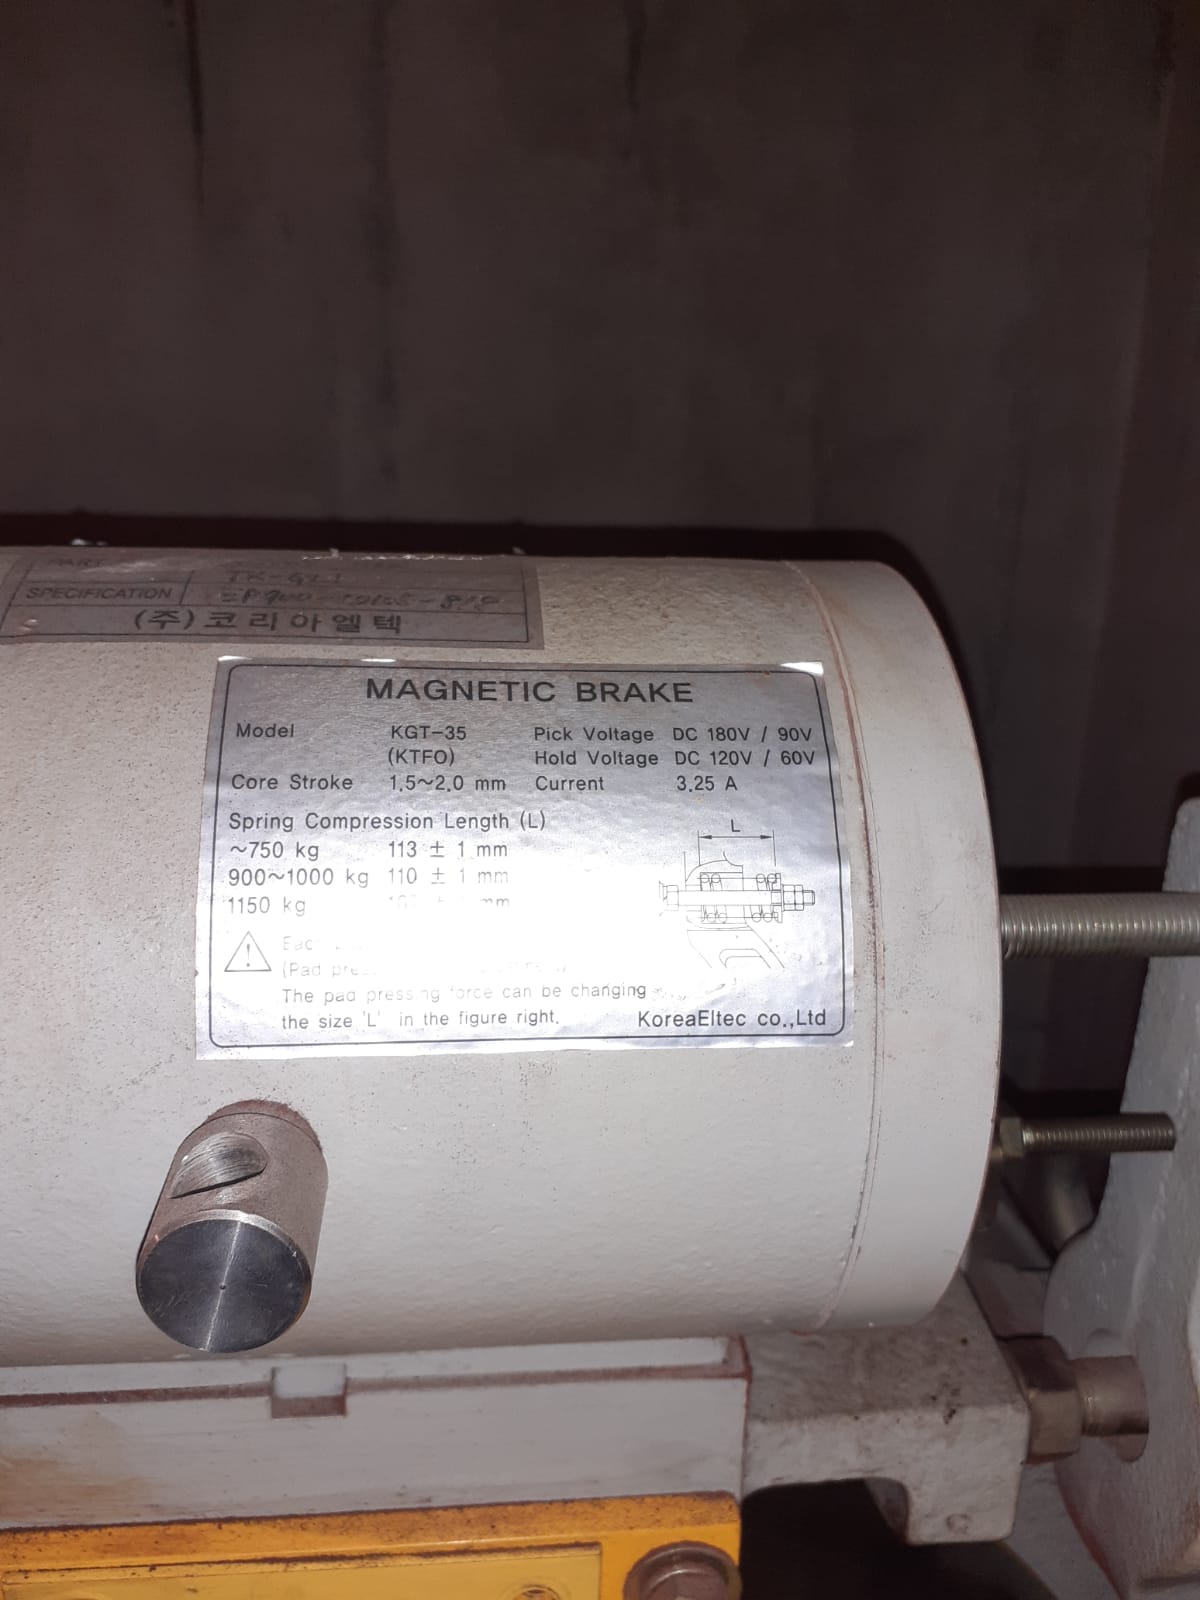 PART
SPECIFICATION
(주)코리아엘텍
MAGNETIC BRAKE
Model KGT-35 Pick Voltage DC 180V / 90V
(KTFO) Hold Voltage DC 120V / 60V
Core Stroke 1.5~2.0 mm Current 3.25 A
Spring Compression Length (L)
~750 kg 113 ± 1 mm
900~1000 kg 110 ± 1 mm
1150 kg mm
L
(Pad
The pad pressing force can be changing
the size 'L' in the figure right.
KoreaEltec co.,Ltd